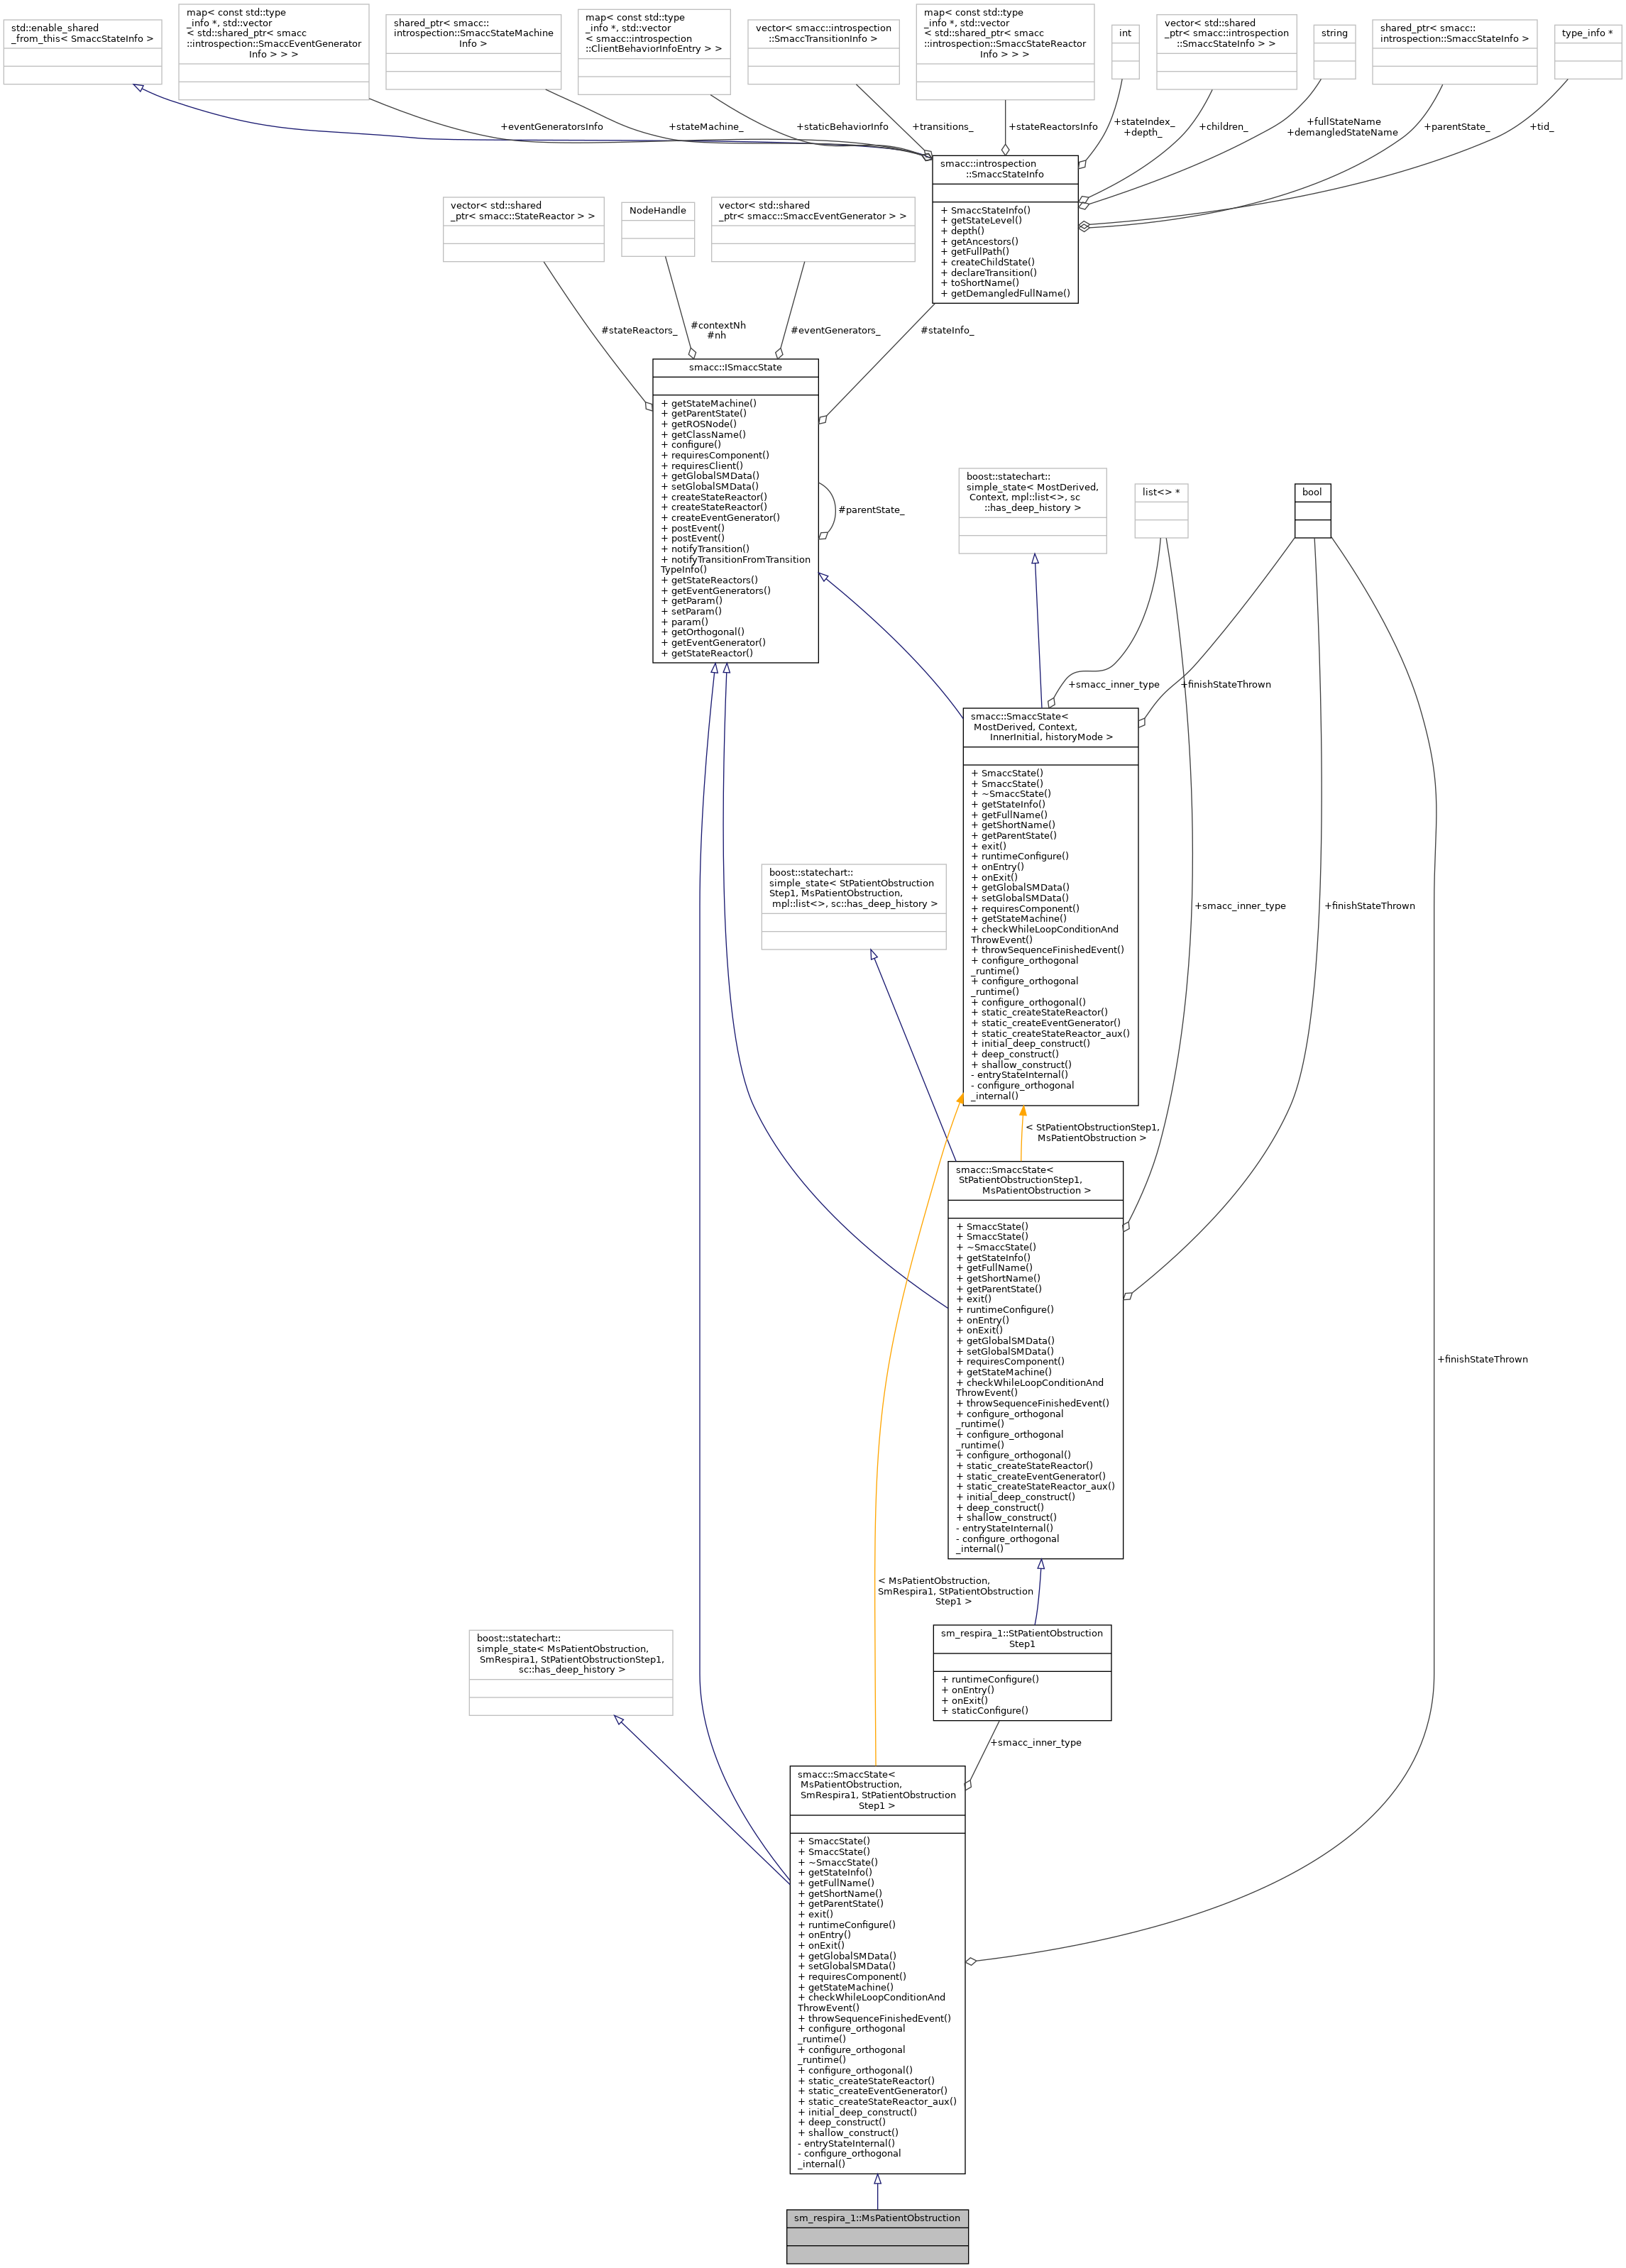 std::enable_shared
_from_this< SmaccStateInfo >
map< const std::type
_info *, std::vector
< std::shared_ptr< smacc
::introspection::SmaccEventGenerator
Info > > >
shared_ptr< smacc::
introspection::SmaccStateMachine
Info >
map< const std::type
_info *, std::vector
< smacc::introspection
::ClientBehaviorInfoEntry > >
vector< smacc::introspection
::SmaccTransitionInfo >
map< const std::type
_info *, std::vector
< std::shared_ptr< smacc
::introspection::SmaccStateReactor
Info > > >
int
vector< std::shared
_ptr< smacc::introspection
::SmaccStateInfo > >
string
shared_ptr< smacc::
introspection::SmaccStateInfo >
type_info *
+eventGeneratorsInfo
+stateMachine_
+staticBehaviorInfo
+transitions_
+stateReactorsInfo
+stateIndex_
+depth_
+children_
+fullStateName
+demangledStateName
+parentState_
+tid_
smacc::introspection
::SmaccStateInfo
+ SmaccStateInfo()
+ getStateLevel()
+ depth()
+ getAncestors()
+ getFullPath()
+ createChildState()
+ declareTransition()
+ toShortName()
+ getDemangledFullName()
vector< std::shared
_ptr< smacc::StateReactor > >
NodeHandle
vector< std::shared
_ptr< smacc::SmaccEventGenerator > >
#stateReactors_
#contextNh
#nh
#eventGenerators_
#stateInfo_
smacc::ISmaccState
+ getStateMachine()
+ getParentState()
+ getROSNode()
+ getClassName()
+ configure()
+ requiresComponent()
+ requiresClient()
+ getGlobalSMData()
+ setGlobalSMData()
+ createStateReactor()
+ createStateReactor()
+ createEventGenerator()
+ postEvent()
+ postEvent()
+ notifyTransition()
+ notifyTransitionFromTransition
TypeInfo()
+ getStateReactors()
+ getEventGenerators()
+ getParam()
+ setParam()
+ param()
+ getOrthogonal()
+ getEventGenerator()
+ getStateReactor()
#parentState_
boost::statechart::
simple_state< MostDerived,
Context, mpl::list<>, sc
::has_deep_history >
list<> *
bool
+smacc_inner_type
+finishStateThrown
smacc::SmaccState<
MostDerived, Context,
InnerInitial, historyMode >
+ SmaccState()
+ SmaccState()
+ ~SmaccState()
+ getStateInfo()
+ getFullName()
+ getShortName()
+ getParentState()
+ exit()
+ runtimeConfigure()
+ onEntry()
+ onExit()
+ getGlobalSMData()
+ setGlobalSMData()
+ requiresComponent()
+ getStateMachine()
+ checkWhileLoopConditionAnd
ThrowEvent()
+ throwSequenceFinishedEvent()
+ configure_orthogonal
_runtime()
+ configure_orthogonal
_runtime()
+ configure_orthogonal()
+ static_createStateReactor()
+ static_createEventGenerator()
+ static_createStateReactor_aux()
+ initial_deep_construct()
+ deep_construct()
+ shallow_construct()
- entryStateInternal()
- configure_orthogonal
_internal()
boost::statechart::
simple_state< StPatientObstruction
Step1, MsPatientObstruction,
mpl::list<>, sc::has_deep_history >
+smacc_inner_type
+finishStateThrown
< StPatientObstructionStep1,
MsPatientObstruction >
smacc::SmaccState<
StPatientObstructionStep1,
MsPatientObstruction >
+ SmaccState()
+ SmaccState()
+ ~SmaccState()
+ getStateInfo()
+ getFullName()
+ getShortName()
+ getParentState()
+ exit()
+ runtimeConfigure()
+ onEntry()
+ onExit()
+ getGlobalSMData()
+ setGlobalSMData()
+ requiresComponent()
+ getStateMachine()
+ checkWhileLoopConditionAnd
ThrowEvent()
+ throwSequenceFinishedEvent()
+ configure_orthogonal
_runtime()
+ configure_orthogonal
_runtime()
+ configure_orthogonal()
+ static_createStateReactor()
+ static_createEventGenerator()
+ static_createStateReactor_aux()
+ initial_deep_construct()
+ deep_construct()
+ shallow_construct()
- entryStateInternal()
- configure_orthogonal
_internal()
+finishStateThrown
< MsPatientObstruction,
SmRespira1, StPatientObstruction
Step1 >
boost::statechart::
simple_state< MsPatientObstruction,
SmRespira1, StPatientObstructionStep1,
sc::has_deep_history >
sm_respira_1::StPatientObstruction
Step1
+ runtimeConfigure()
+ onEntry()
+ onExit()
+ staticConfigure()
+smacc_inner_type
smacc::SmaccState<
MsPatientObstruction,
SmRespira1, StPatientObstruction
Step1 >
+ SmaccState()
+ SmaccState()
+ ~SmaccState()
+ getStateInfo()
+ getFullName()
+ getShortName()
+ getParentState()
+ exit()
+ runtimeConfigure()
+ onEntry()
+ onExit()
+ getGlobalSMData()
+ setGlobalSMData()
+ requiresComponent()
+ getStateMachine()
+ checkWhileLoopConditionAnd
ThrowEvent()
+ throwSequenceFinishedEvent()
+ configure_orthogonal
_runtime()
+ configure_orthogonal
_runtime()
+ configure_orthogonal()
+ static_createStateReactor()
+ static_createEventGenerator()
+ static_createStateReactor_aux()
+ initial_deep_construct()
+ deep_construct()
+ shallow_construct()
- entryStateInternal()
- configure_orthogonal
_internal()
sm_respira_1::MsPatientObstruction